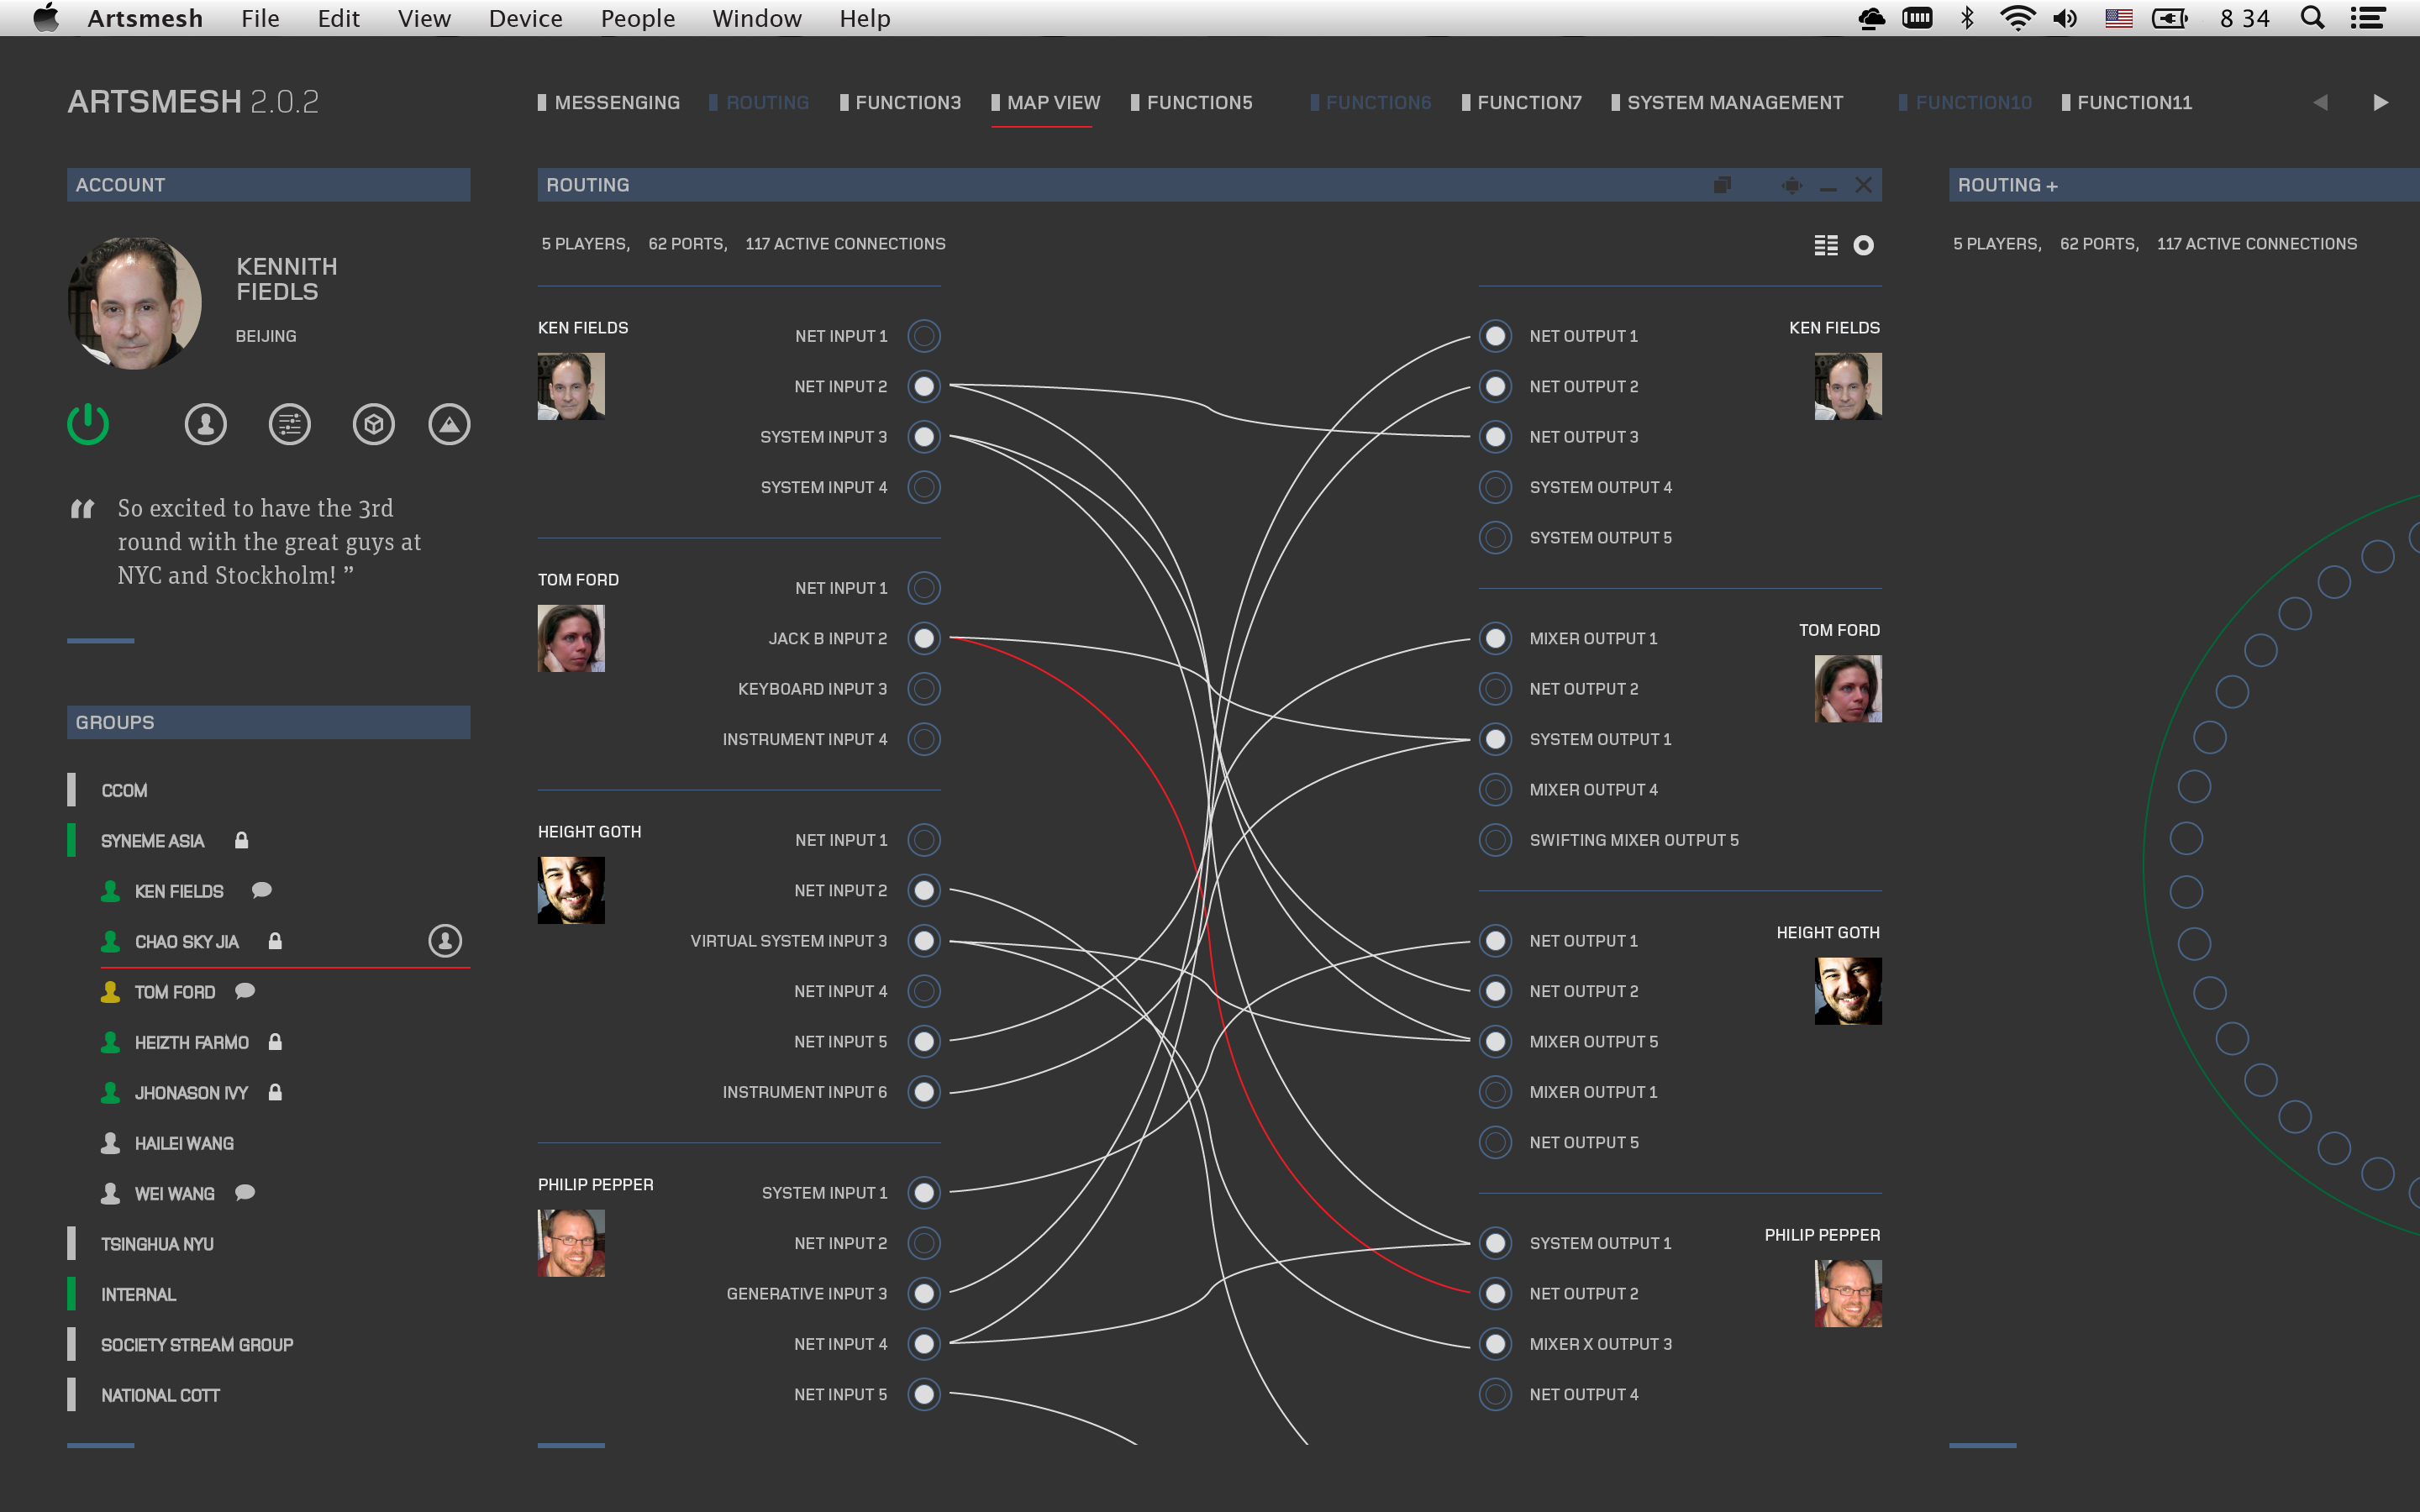 Artsmesh File Edit View Device People Window Help 8 34
ARTSMESH 2.0.2
MESSENGING ROUTING FUNCTION3 MAP VIEW FUNCTION5 FUNCTION6 FUNCTION7 SYSTEM MANAGEMENT FUNCTION10 FUNCTION11
ACCOUNT
KENNITH
FIEDLS
BEIJING
“ So excited to have the 3rd
round with the great guys at
NYC and Stockholm! ”
GROUPS
CCOM
SYNEME ASIA
KEN FIELDS
CHAO SKY JIA
TOM FORD
HEIZTH FARMO
JHONASON IVY
HAILEI WANG
WEI WANG
TSINGHUA NYU
INTERNAL
SOCIETY STREAM GROUP
NATIONAL COTT
ROUTING
5 PLAYERS, 62 PORTS, 117 ACTIVE CONNECTIONS
KEN FIELDS
NET INPUT 1
NET INPUT 2
SYSTEM INPUT 3
SYSTEM INPUT 4
TOM FORD
NET INPUT 1
JACK B INPUT 2
KEYBOARD INPUT 3
INSTRUMENT INPUT 4
HEIGHT GOTH
NET INPUT 1
NET INPUT 2
VIRTUAL SYSTEM INPUT 3
NET INPUT 4
NET INPUT 5
INSTRUMENT INPUT 6
PHILIP PEPPER
SYSTEM INPUT 1
NET INPUT 2
GENERATIVE INPUT 3
NET INPUT 4
NET INPUT 5
KEN FIELDS
NET OUTPUT 1
NET OUTPUT 2
NET OUTPUT 3
SYSTEM OUTPUT 4
SYSTEM OUTPUT 5
TOM FORD
MIXER OUTPUT 1
NET OUTPUT 2
SYSTEM OUTPUT 1
MIXER OUTPUT 4
SWIFTING MIXER OUTPUT 5
HEIGHT GOTH
NET OUTPUT 1
NET OUTPUT 2
MIXER OUTPUT 5
MIXER OUTPUT 1
NET OUTPUT 5
PHILIP PEPPER
SYSTEM OUTPUT 1
NET OUTPUT 2
MIXER X OUTPUT 3
NET OUTPUT 4
ROUTING +
5 PLAYERS, 62 PORTS, 117 ACTIVE CONNECTIONS